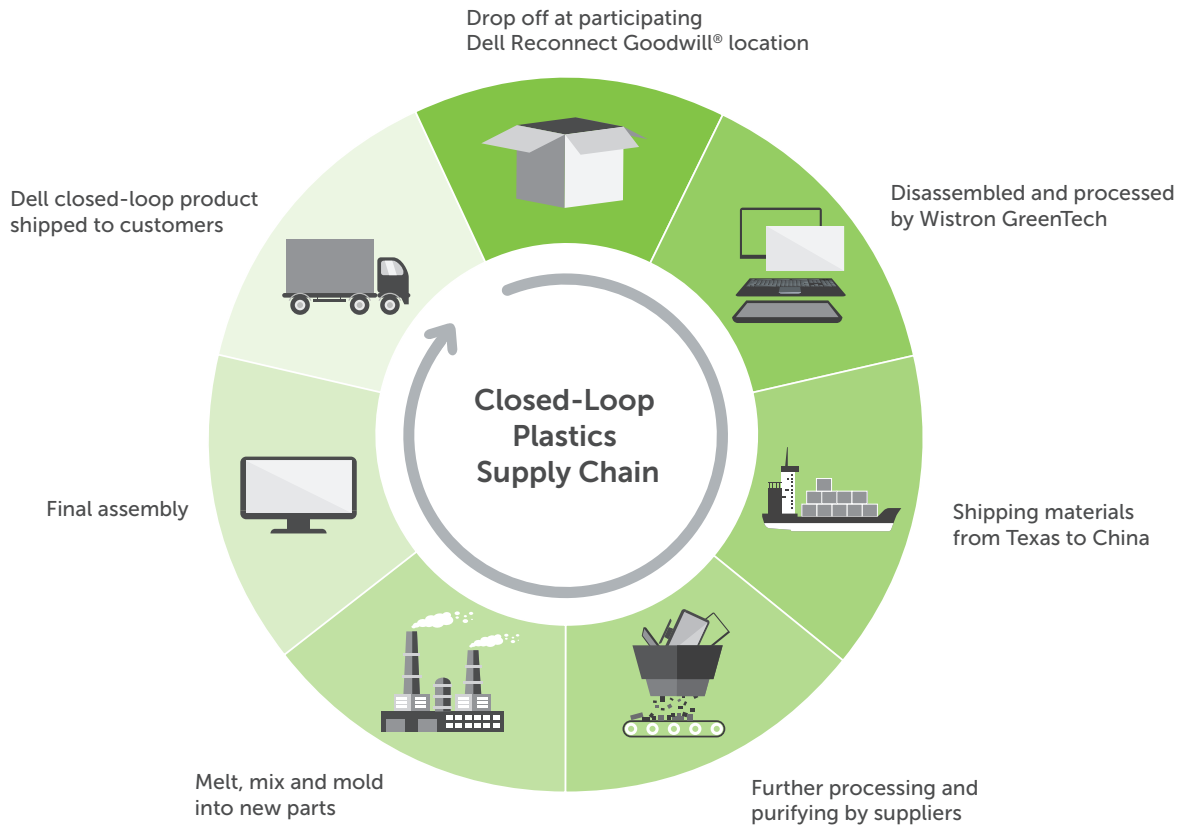 Drop off at participating
Dell Reconnect Goodwill® location
Disassembled and processed
by Wistron GreenTech
Shipping materials
from Texas to China
Further processing and
purifying by suppliers
Melt, mix and mold
into new parts
Final assembly
Dell closed-loop product
shipped to customers
Closed-Loop
Plastics
Supply Chain